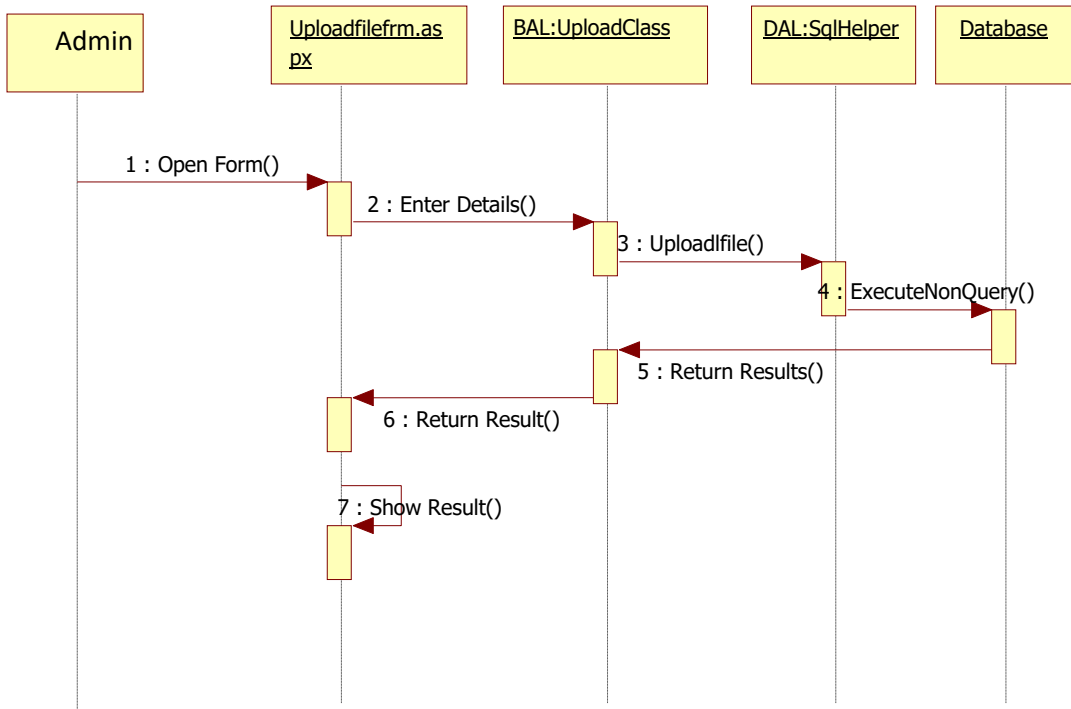 Admin
Uploadfilefrm.as
px
BAL:UploadClass
DAL:SqlHelper
Database
1 : Open Form()
2 : Enter Details()
3 : Uploadlfile()
4 : ExecuteNonQuery()
5 : Return Results()
6 : Return Result()
7 : Show Result()